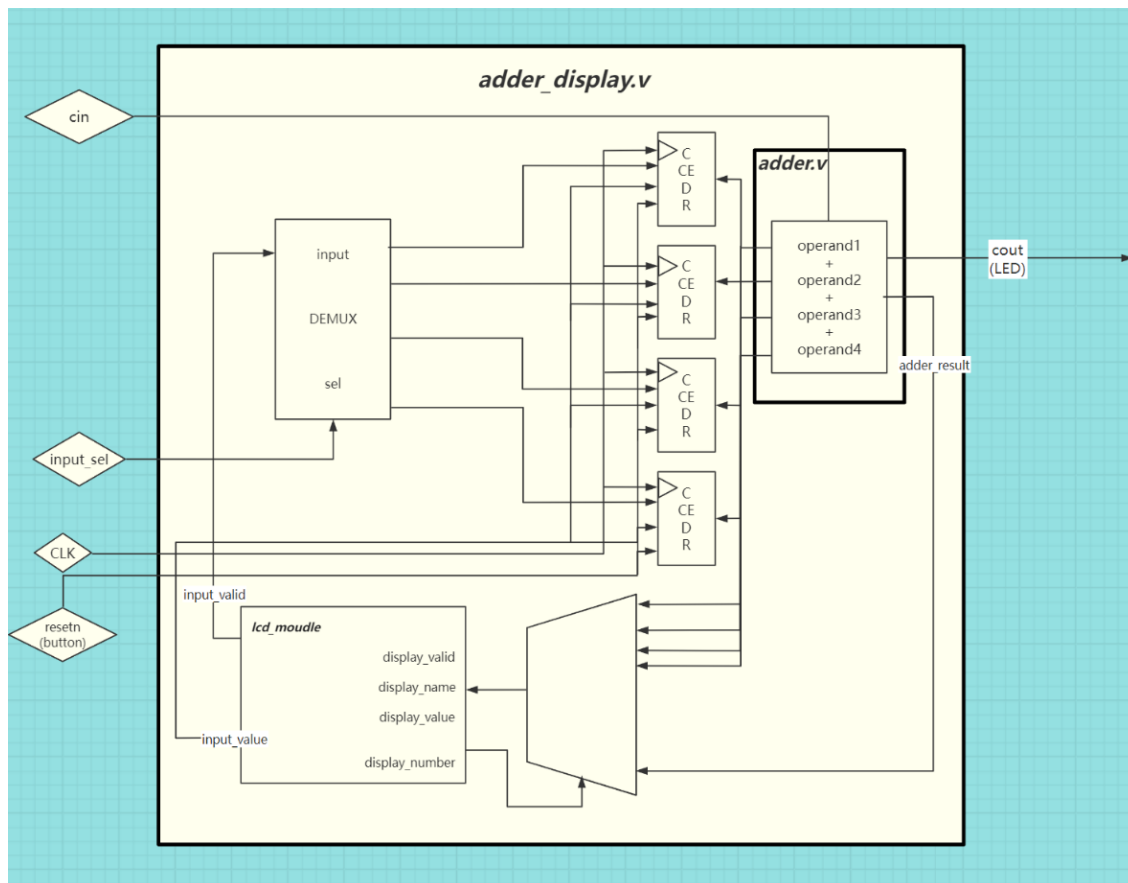 adder_display.v
cin
C
CE
D
R
adder.v
input
DEMUX
sel
operand1
+
operand2
+
operand3
+
operand4
cout
(LED)
C
CE
D
R
adder_result
C
CE
D
R
input_sel
C
CE
D
R
CLK
input_valid
resetn
(button)
lcd_moudle
display_valid
display_name
display_value
input_value
display_number